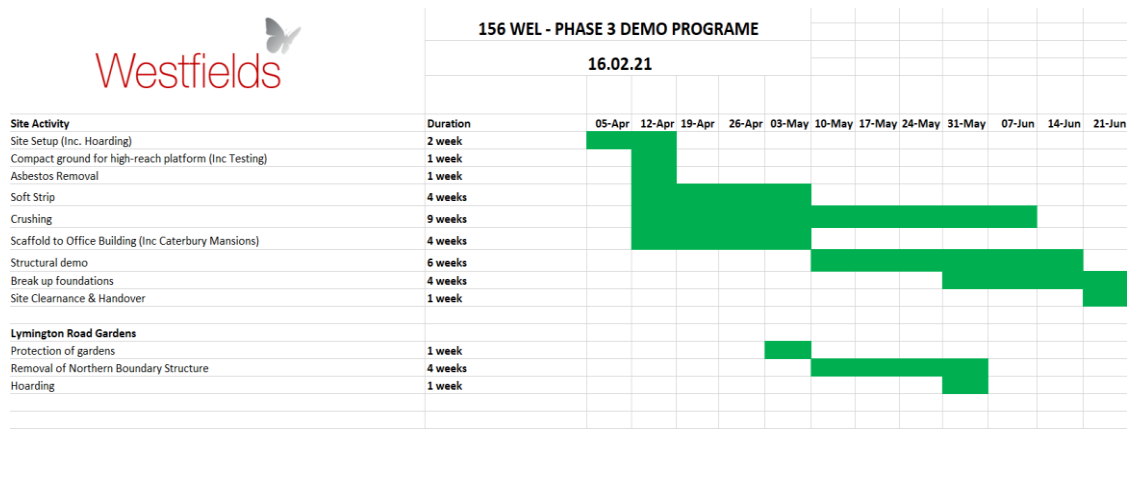 156 WEL - PHASE 3 DEMO PROGRAME
Westfields
16.02.21
Site Activity Duration 05-Apr 12-Apr 19-Apr 26-Apr 03-May 10-May 17-May 24-May 31-May 07-Jun 14-Jun 21-Jun
Site Setup (Inc. Hoarding) 2 week
Compact ground for high-reach platform (Inc Testing) 1 week
Asbestos Removal 1 week
Soft Strip 4 weeks
Crushing 9 weeks
Scaffold to Office Building (Inc Caterbury Mansions) 4 weeks
Structural demo 6 weeks
Break up foundations 4 weeks
Site Clearnance & Handover 1 week
Lymington Road Gardens
Protection of gardens 1 week
Removal of Northern Boundary Structure 4 weeks
Hoarding 1 week